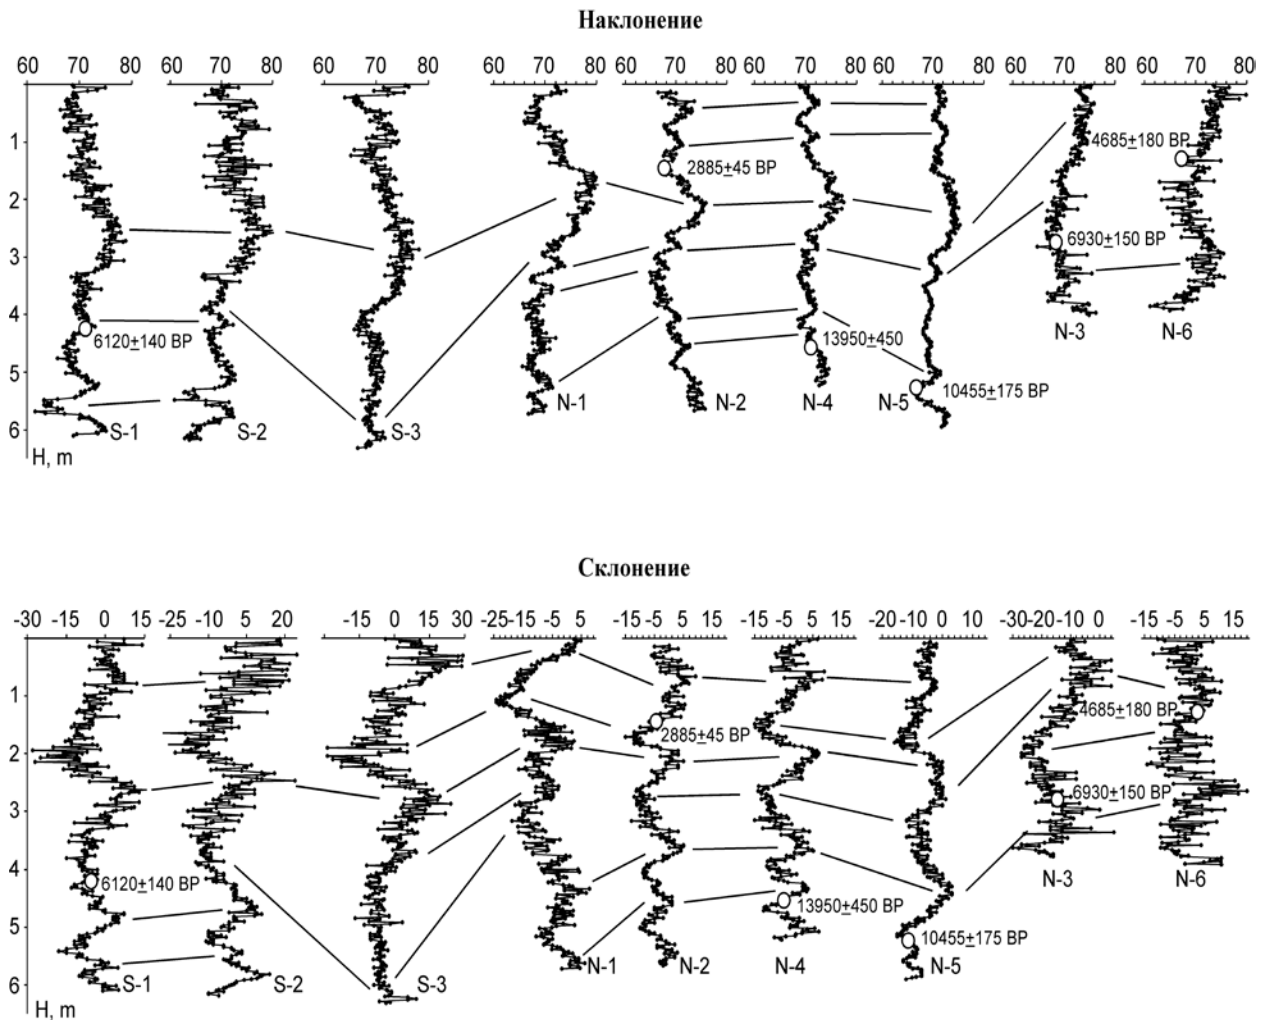 Наклонение
60 70 80 60 70 80 60 70 80 60 70 80 60 70 80 60 70 80 60 70 80 60 70 80 60 70 80
1
4685±180 BP
2885±45 BP
2
6930±150 BP
3
4
6120±140 BP
13950±450
N-3 N-6
5
10455±175 BP
N-1 N-2 N-4 N-5
6
S-1 S-2 S-3
H, m
Склонение
-30 -15 0 15 -25 -10 5 20 -15 0 15 30 -25 -15 -5 5 -15 -5 5 15 -15 -5 5 15 -20 -10 0 10 -30 -20 -10 0 -15 -5 5 15
1
4685±180 BP
2885±45 BP
2
6930±150 BP
3
4
6120±140 BP
N-3 N-6
13950±450 BP
5
10455±175 BP
N-1 N-2 N-4 N-5
6
S-1 S-2 S-3
H, m